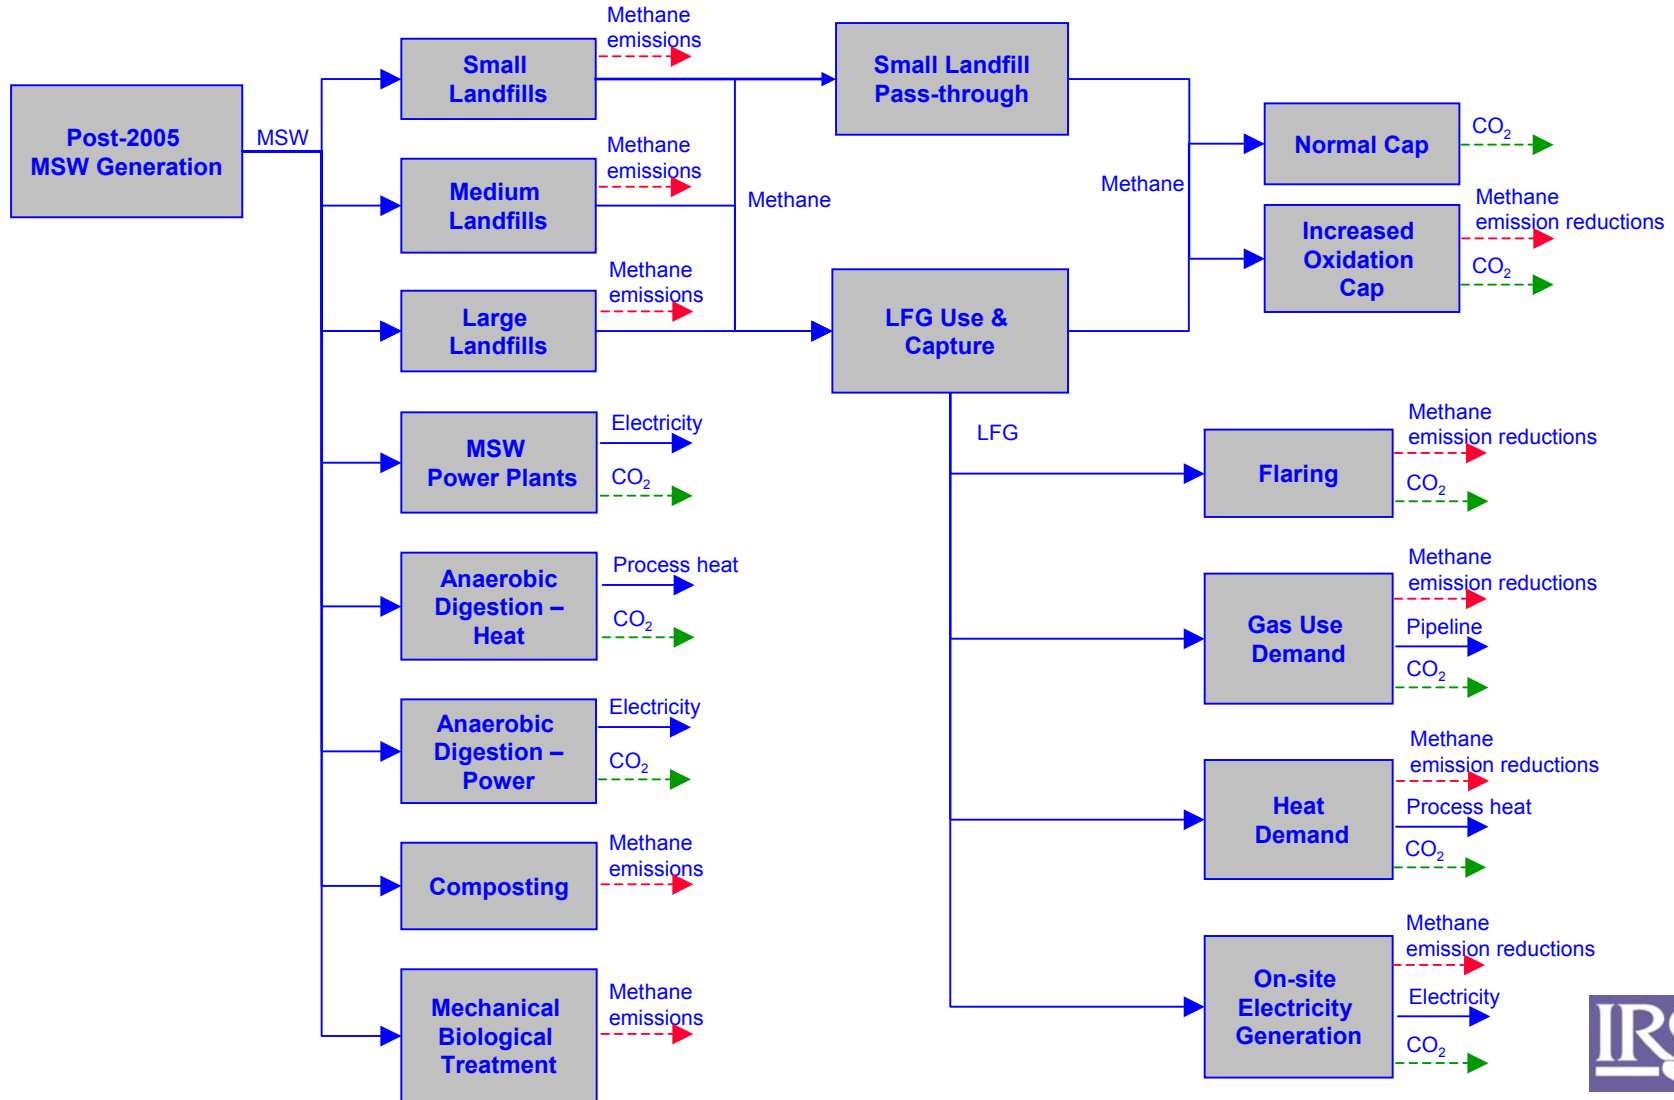 Post-2005
MSW Generation
MSW
Small
Landfills
Methane
emissions
Medium
Landfills
Methane
emissions
Large
Landfills
Methane
emissions
MSW
Power Plants
Electricity
CO₂
Anaerobic
Digestion –
Heat
Process heat
CO₂
Anaerobic
Digestion –
Power
Electricity
CO₂
Composting
Methane
emissions
Mechanical
Biological
Treatment
Methane
emissions
Methane
Small Landfill
Pass-through
LFG Use &
Capture
Methane
LFG
Normal Cap
CO₂
Increased
Oxidation
Cap
Methane
emission reductions
CO₂
Flaring
Methane
emission reductions
CO₂
Gas Use
Demand
Methane
emission reductions
Pipeline
CO₂
Heat
Demand
Methane
emission reductions
Process heat
CO₂
On-site
Electricity
Generation
Methane
emission reductions
Electricity
CO₂